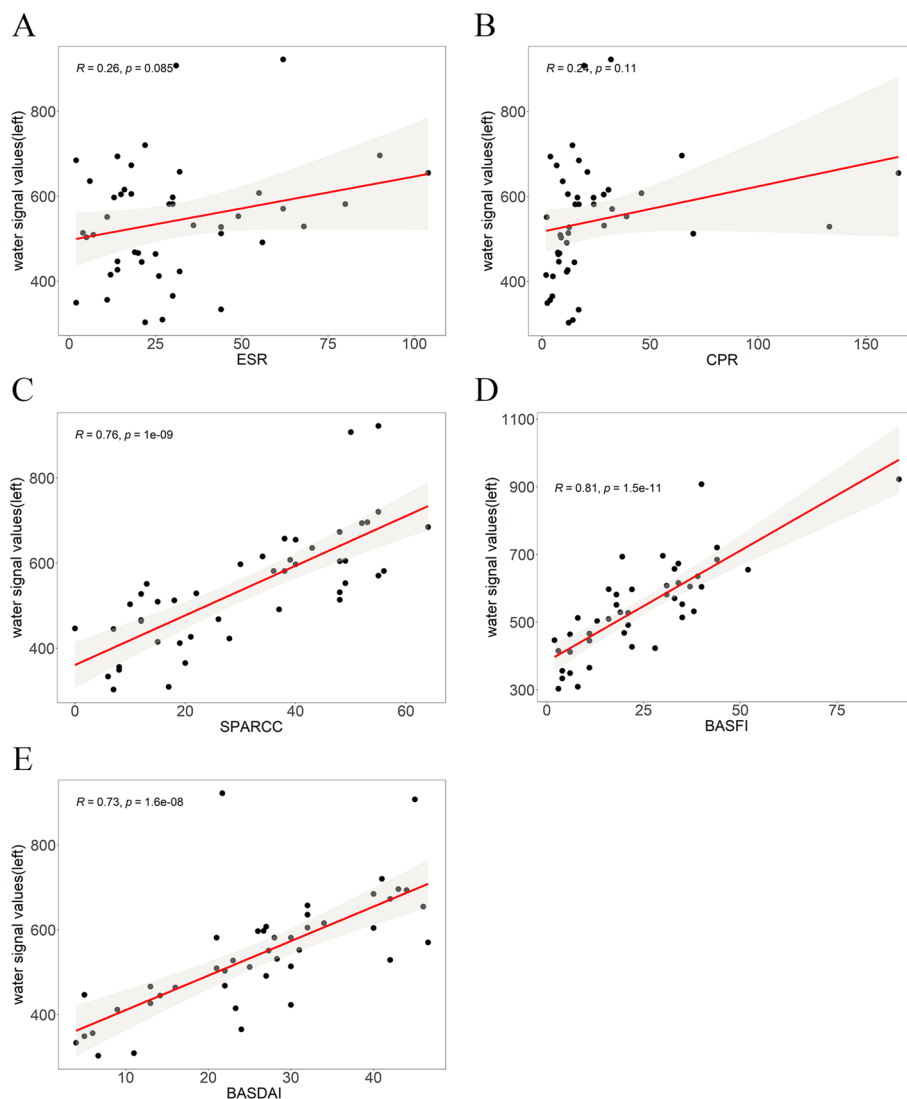 A
R = 0.26, p = 0.085
water signal values(left)
800
600
400
0
25
50
75
100
ESR
B
R = 0.24, p = 0.11
water signal values(left)
800
600
400
0
50
100
150
CPR
C
R = 0.76, p = 1e-09
water signal values(left)
800
600
400
0
20
40
60
SPARCC
D
R = 0.81, p = 1.5e-11
water signal values(left)
1100
900
700
500
300
0
25
50
75
BASFI
E
R = 0.73, p = 1.6e-08
water signal values(left)
800
600
400
10
20
30
40
BASDAI